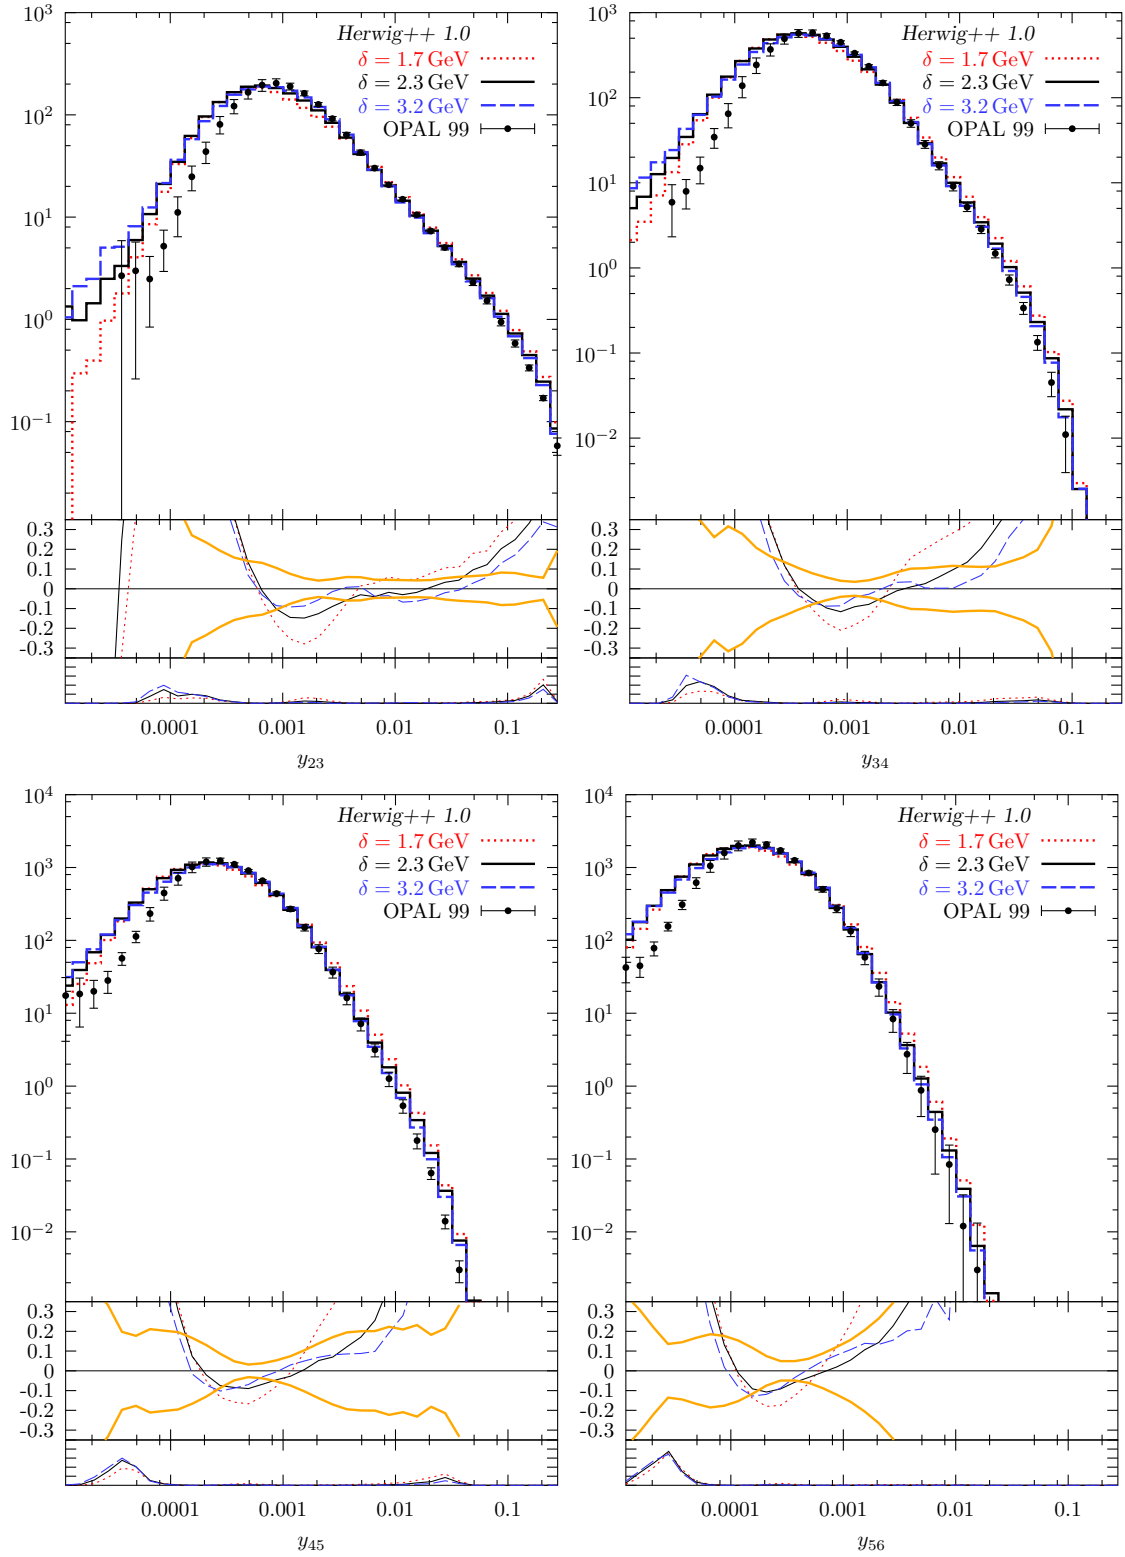 10³
10²
10¹
10⁰
10⁻¹
Herwig++ 1.0
δ = 1.7 GeV
δ = 2.3 GeV
δ = 3.2 GeV
OPAL 99
0.3
0.2
0.1
0
-0.1
-0.2
-0.3
0.0001 0.001 0.01 0.1
y₂₃
10³
10²
10¹
10⁰
10⁻¹
10⁻²
Herwig++ 1.0
δ = 1.7 GeV
δ = 2.3 GeV
δ = 3.2 GeV
OPAL 99
0.3
0.2
0.1
0
-0.1
-0.2
-0.3
0.0001 0.001 0.01 0.1
y₃₄
10⁴
10³
10²
10¹
10⁰
10⁻¹
10⁻²
Herwig++ 1.0
δ = 1.7 GeV
δ = 2.3 GeV
δ = 3.2 GeV
OPAL 99
0.3
0.2
0.1
0
-0.1
-0.2
-0.3
0.0001 0.001 0.01 0.1
y₄₅
10⁴
10³
10²
10¹
10⁰
10⁻¹
10⁻²
Herwig++ 1.0
δ = 1.7 GeV
δ = 2.3 GeV
δ = 3.2 GeV
OPAL 99
0.3
0.2
0.1
0
-0.1
-0.2
-0.3
0.0001 0.001 0.01 0.1
y₅₆